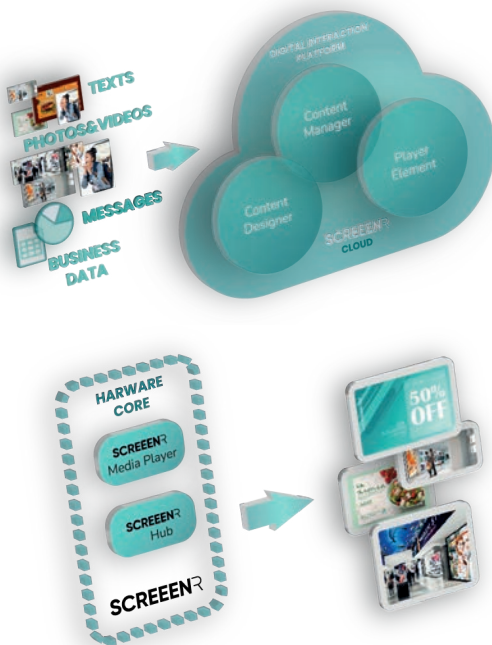 TEXTS
PHOTOS&VIDEOS
MESSAGES
BUSINESS
DATA
DIGITAL INTERACTION
PLATFORM
Content
Manager
Player
Element
Content
Designer
SCREEENR
CLOUD
HARWARE
CORE
SCREEENR
Media Player
SCREEENR
Hub
SCREEENR
50%
OFF